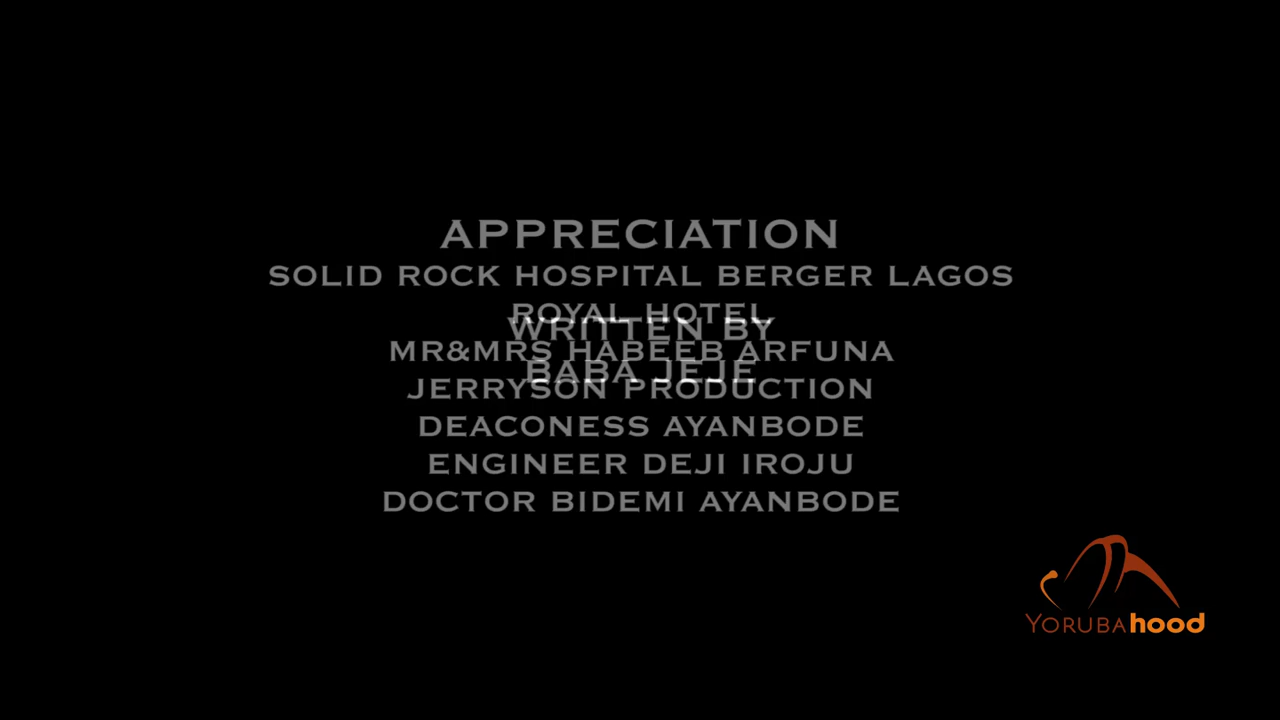 APPRECIATION
SOLID ROCK HOSPITAL BERGER LAGOS
ROYAL HOTEL
WRITTEN BY
MR&MRS HABEEB ARFUNA
BABA JEJE
JERRYSON PRODUCTION
DEACONESS AYANBODE
ENGINEER DEJI IROJU
DOCTOR BIDEMI AYANBODE
YORUBAhood